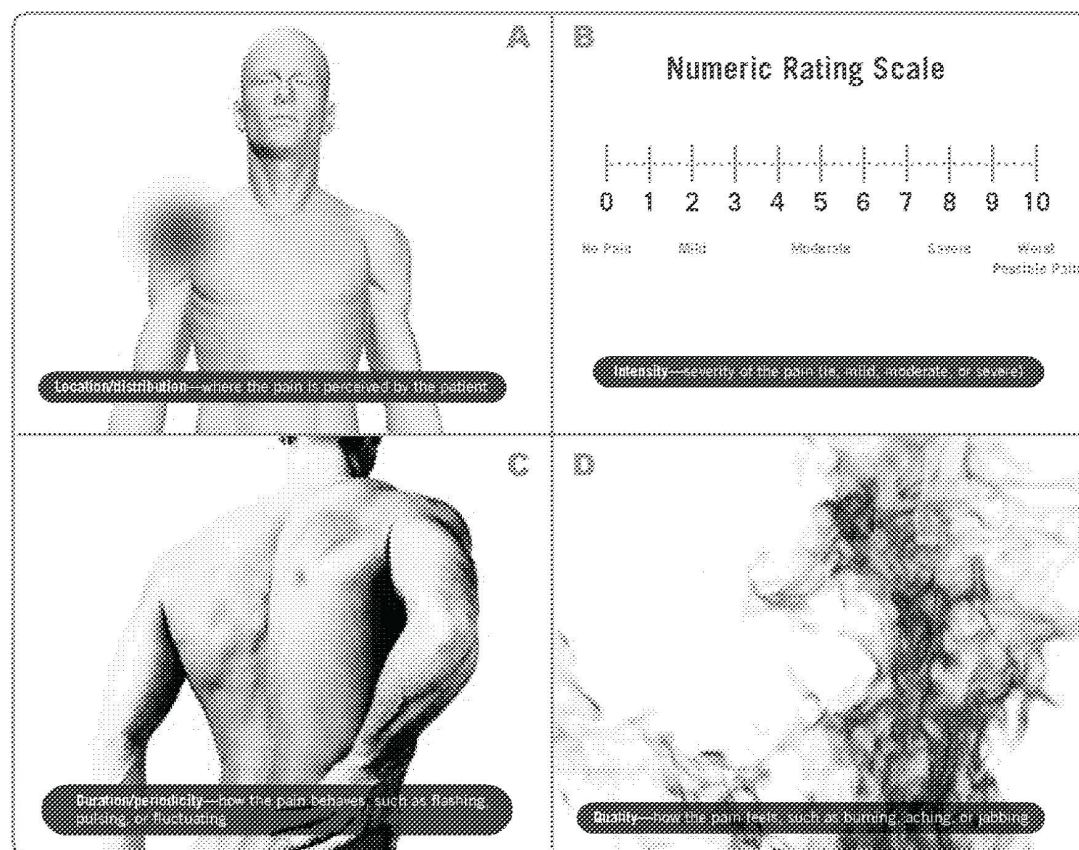 A
Location/distribution—where the pain is perceived by the patient
B
Numeric Rating Scale
0 1 2 3 4 5 6 7 8 9 10
No Pain Mild Moderate Severe Worst
Possible Pain
Intensity—severity of the pain (ie, mild, moderate, or severe)
C
Duration/periodicity—how the pain behaves, such as flashing,
pulsing, or fluctuating
D
Quality—how the pain feels, such as burning, aching, or jabbing